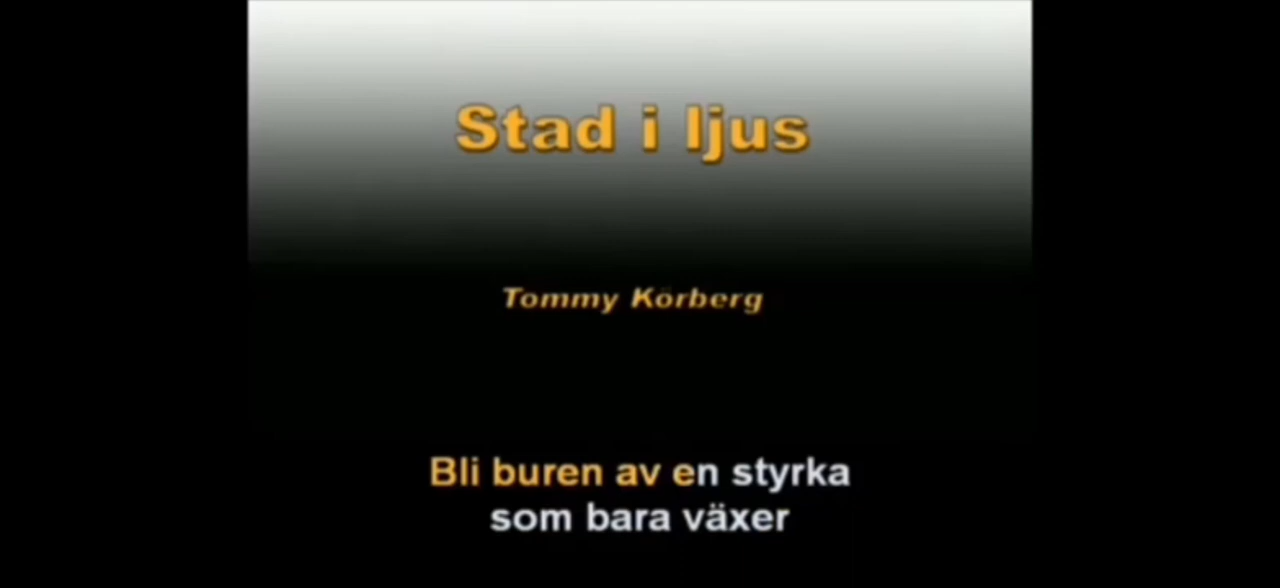 Stad i ljus
Tommy Körberg
Bli buren av en styrka
som bara växer